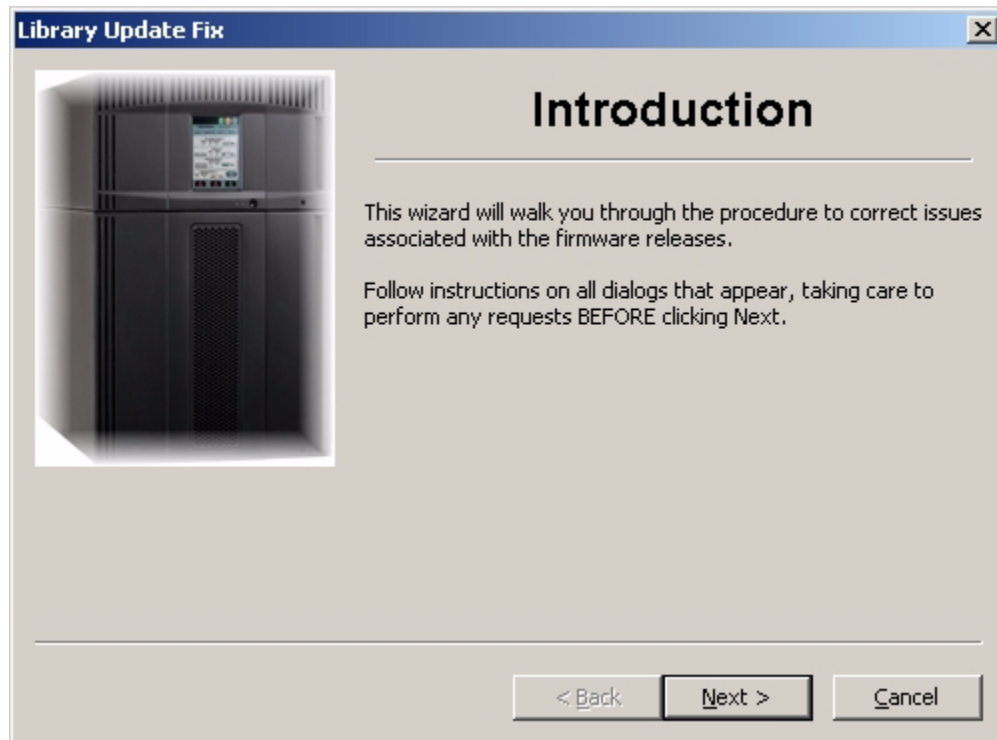 Library Update Fix
Introduction
This wizard will walk you through the procedure to correct issues
associated with the firmware releases.
Follow instructions on all dialogs that appear, taking care to
perform any requests BEFORE clicking Next.
< Back
Next >
Cancel